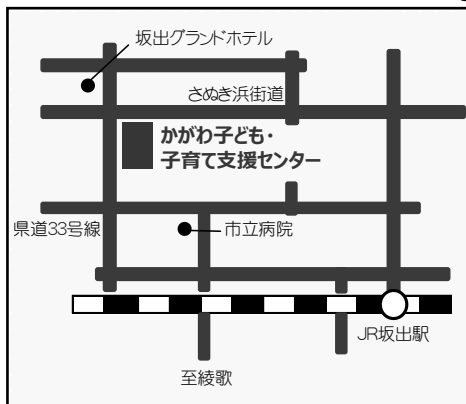 坂出グランドホテル
さぬき浜街道
かがわ子ども・
子育て支援センター
県道33号線
市立病院
JR坂出駅
至綾歌